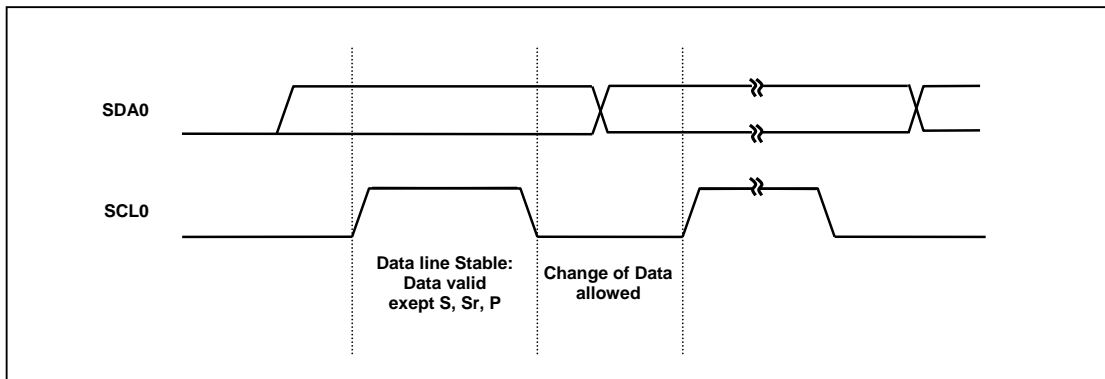 SDA0
SCL0
Data line Stable:
Data valid
exept S, Sr, P
Change of Data
allowed